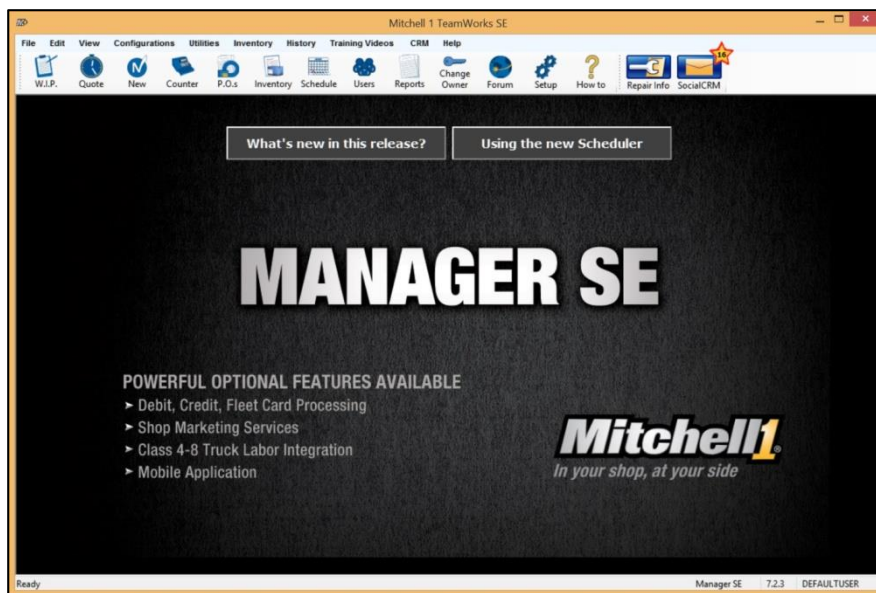 Mitchell 1 TeamWorks SE
File Edit View Configurations Utilities Inventory History Training Videos CRM Help
W.I.P. Quote New Counter P.O.s Inventory Schedule Users Reports Change Owner Forum Setup How to Repair Info SocialCRM
16
What's new in this release? Using the new Scheduler
MANAGER SE
POWERFUL OPTIONAL FEATURES AVAILABLE
➤ Debit, Credit, Fleet Card Processing
➤ Shop Marketing Services
➤ Class 4-8 Truck Labor Integration
➤ Mobile Application
Mitchell1®
In your shop, at your side
Ready Manager SE 7.2.3 DEFAULTUSER